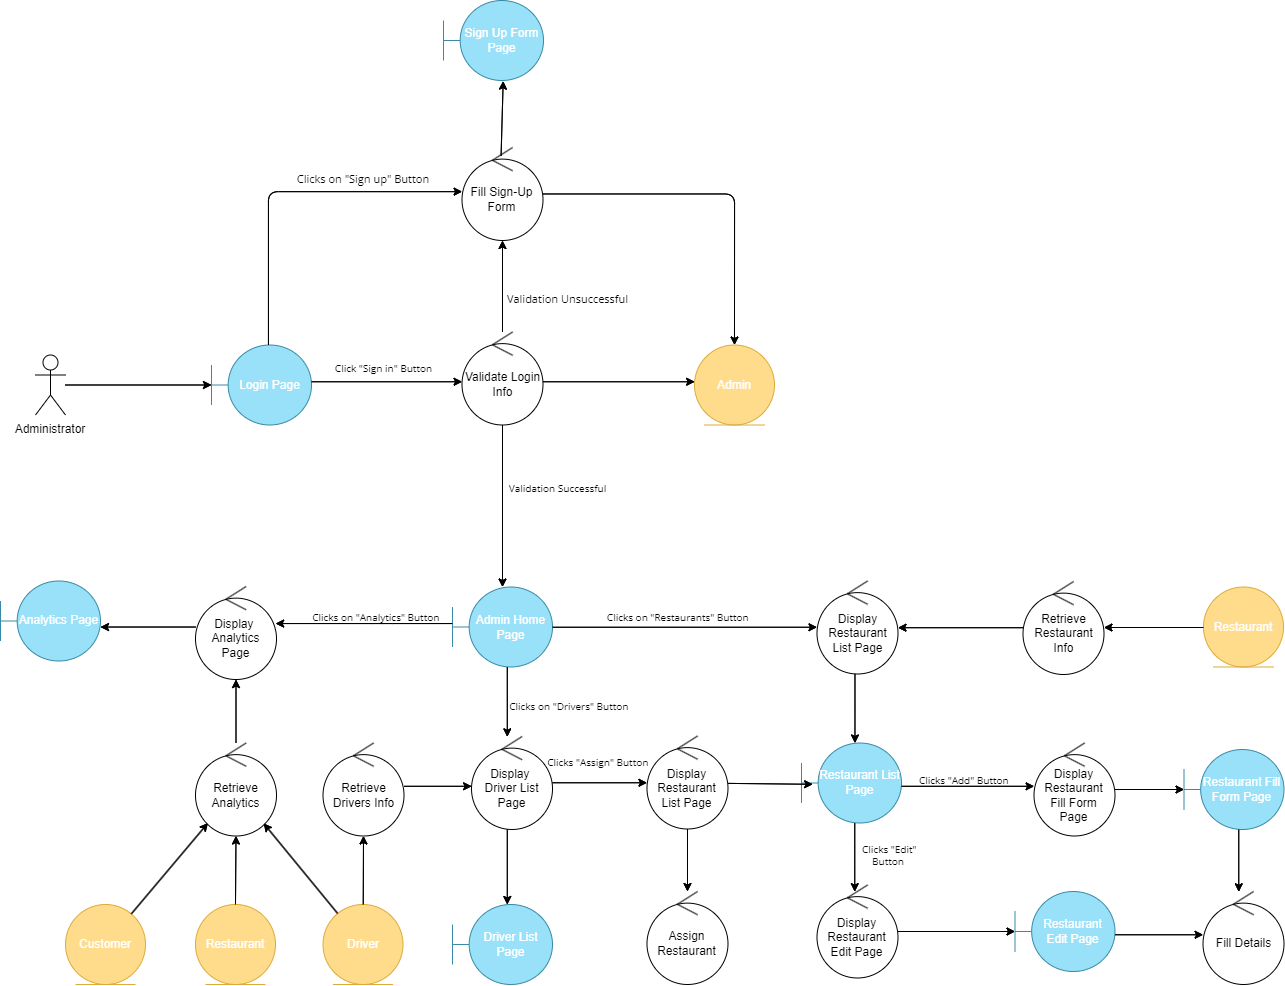 Sign Up Form
Page
Clicks on "Sign up" Button
Fill Sign-Up
Form
Validation Unsuccessful
Administrator
Login Page
Click "Sign in" Button
Validate Login
Info
Admin
Validation Successful
Analytics Page
Display
Analytics
Page
Clicks on "Analytics" Button
Admin Home
Page
Clicks on "Restaurants" Button
Display
Restaurant
List Page
Retrieve
Restaurant
Info
Restaurant
Clicks on "Drivers" Button
Retrieve
Analytics
Retrieve
Drivers Info
Display
Driver List
Page
Clicks "Assign" Button
Display
Restaurant
List Page
Restaurant List
Page
Clicks "Add" Button
Display
Restaurant
Fill Form
Page
Restaurant Fill
Form Page
Clicks "Edit"
Button
Customer
Restaurant
Driver
Driver List
Page
Assign
Restaurant
Display
Restaurant
Edit Page
Restaurant
Edit Page
Fill Details